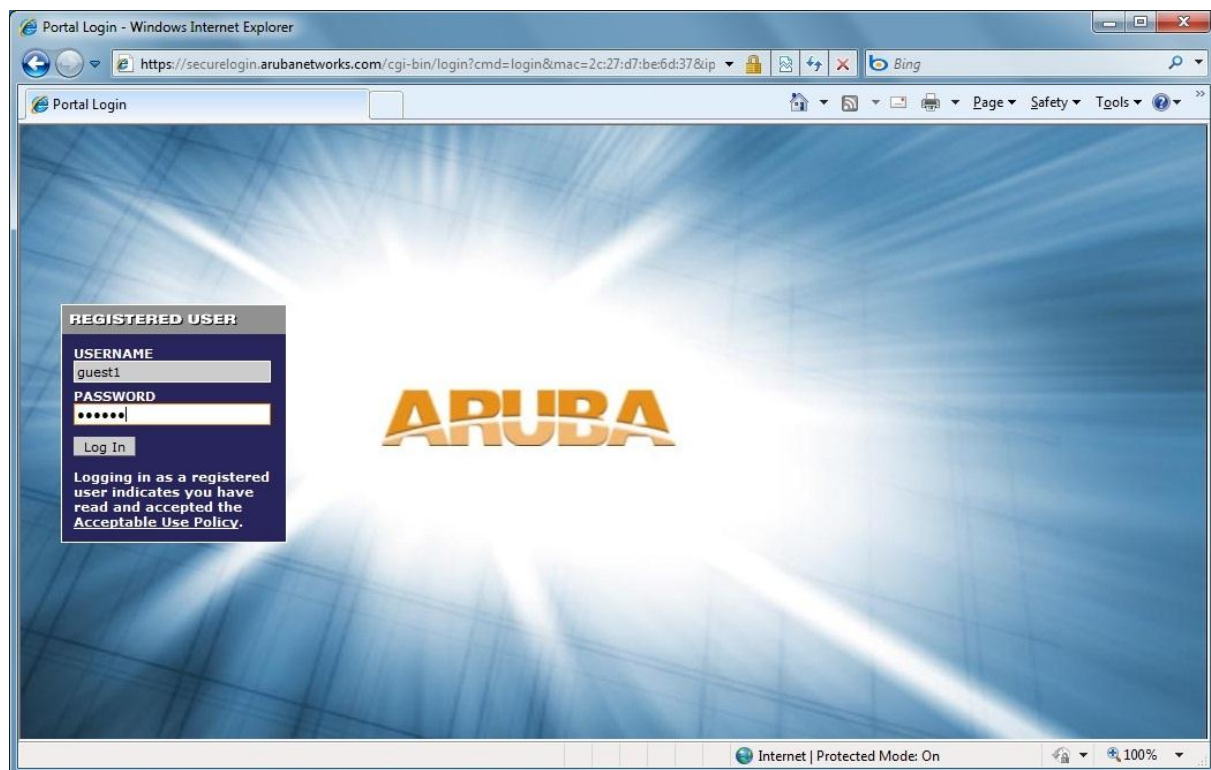 Portal Login - Windows Internet Explorer
https://securelogin.arubanetworks.com/cgi-bin/login?cmd=login&mac=2c:27:d7:be:6d:37&ip
Bing
Portal Login
Page Safety Tools
REGISTERED USER
USERNAME
guest1
PASSWORD
••••••
Log In
Logging in as a registered
user indicates you have
read and accepted the
Acceptable Use Policy.
ARUBA
Internet | Protected Mode: On
100%